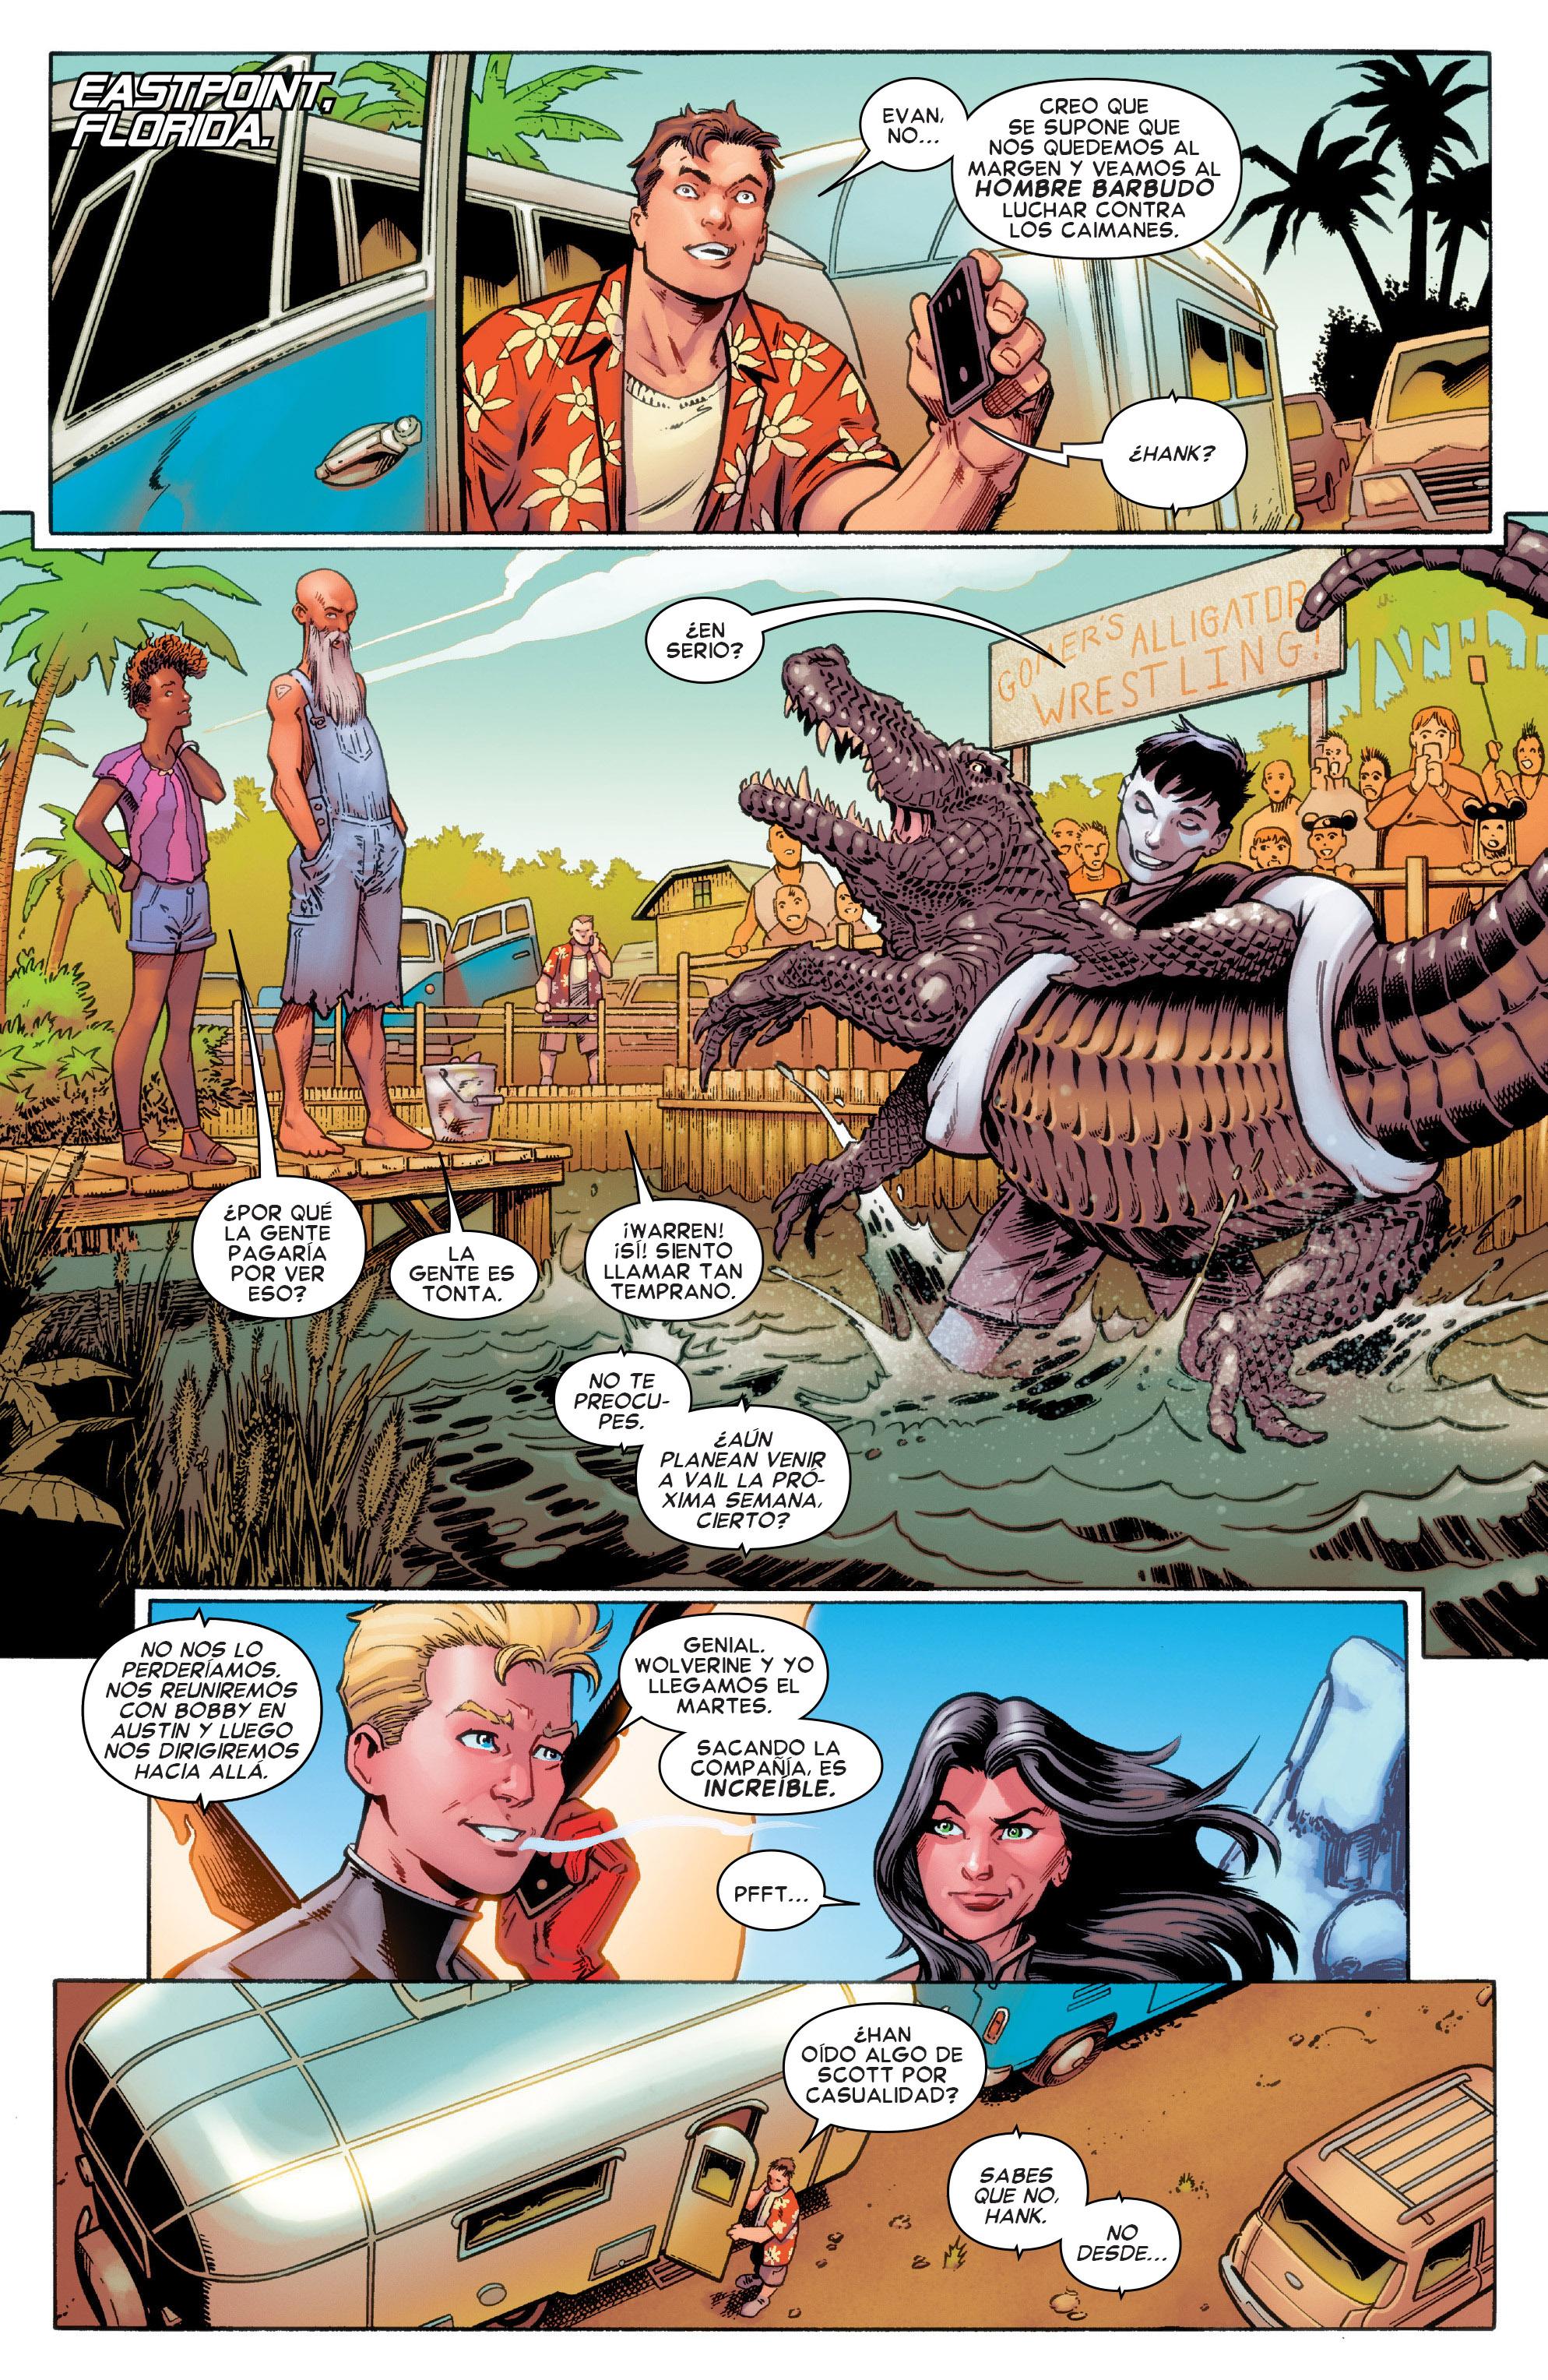 EASTPOINT,
FLORIDA.
EVAN,
NO...
CREO QUE
SE SUPONE QUE
NOS QUEDEMOS AL
MARGEN Y VEAMOS AL
HOMBRE BARBUDO
LUCHAR CONTRA
LOS CAIMANES.
¿HANK?
¿EN
SERIO?
GOMER'S ALLIGATOR
WRESTLING!
¿POR QUÉ
LA GENTE
PAGARÍA
POR VER
ESO?
LA
GENTE ES
TONTA.
¡WARREN!
¡SÍ! SIENTO
LLAMAR TAN
TEMPRANO.
NO TE
PREOCU-
PES.
¿AÚN
PLANEAN VENIR
A VAIL LA PRÓ-
XIMA SEMANA,
CIERTO?
NO NOS LO
PERDERÍAMOS.
NOS REUNIREMOS
CON BOBBY EN
AUSTIN Y LUEGO
NOS DIRIGIREMOS
HACIA ALLÁ.
GENIAL.
WOLVERINE Y YO
LLEGAMOS EL
MARTES.
SACANDO LA
COMPAÑÍA, ES
INCREÍBLE.
PFFT...
¿HAN
OÍDO ALGO DE
SCOTT POR
CASUALIDAD?
SABES
QUE NO,
HANK.
NO
DESDE...